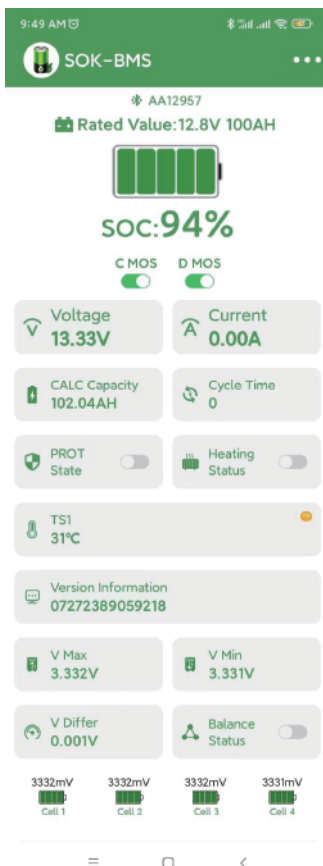 9:49 AM
SOK-BMS
AA12957
Rated Value:12.8V 100AH
SOC:94%
C MOS D MOS
Voltage
13.33V
Current
0.00A
CALC Capacity
102.04AH
Cycle Time
0
PROT
State
Heating
Status
TS1
31℃
Version Information
07272389059218
V Max
3.332V
V Min
3.331V
V Differ
0.001V
Balance
Status
3332mV 3332mV 3332mV 3331mV
Cell 1 Cell 2 Cell 3 Cell 4